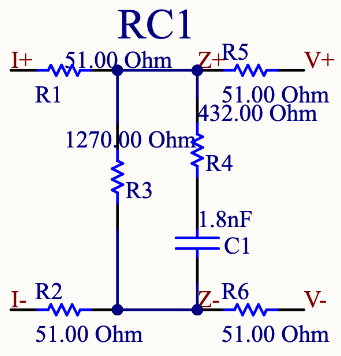 RC1
I+
51.00 Ohm
Z+
R5
V+
R1
51.00 Ohm
432.00 Ohm
1270.00 Ohm
R4
R3
1.8nF
C1
I-
R2
Z-
R6
V-
51.00 Ohm
51.00 Ohm